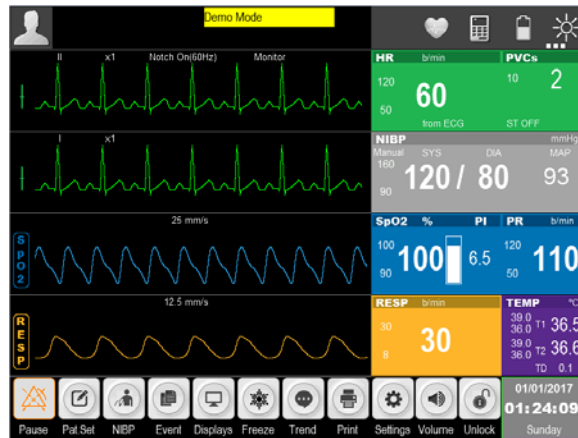 Demo Mode
II x1 Notch On(60Hz) Monitor
HR b/min PVCs
120 60 10 2
50
from ECG ST OFF
I x1
NIBP mmHg
Manual SYS DIA MAP
160
120 / 80 93
90
25 mm/s
SpO2 % PI PR b/min
SpO2
100 100 6.5 120 110
90 50
12.5 mm/s
RESP b/min TEMP °C
RESP
30 30 39.0 T1 36.5
36.0
8 39.0 T2 36.6
36.0
TD 0.1
01/01/2017
01:24:09
Pause Pat Set NIBP Event Displays Freeze Trend Print Settings Volume Unlock Sunday